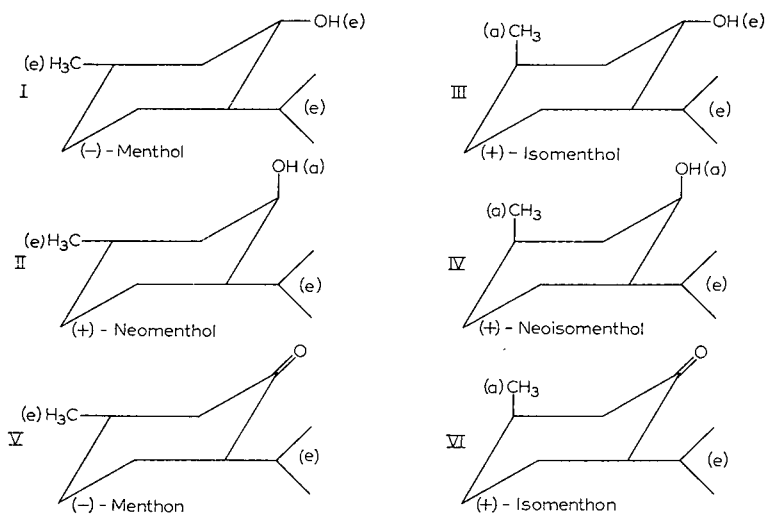 OH(e)
(e) H₃C
I
(e)
(−) - Menthol
(a) CH₃
OH(e)
III
(e)
(+) - Isomenthol
OH(a)
(e) H₃C
II
(e)
(+) - Neomenthol
OH(a)
(a) CH₃
IV
(e)
(+) - Neoisomenthol
O
(e) H₃C
V
(e)
(−) - Menthon
O
(a) CH₃
VI
(e)
(+) - Isomenthon